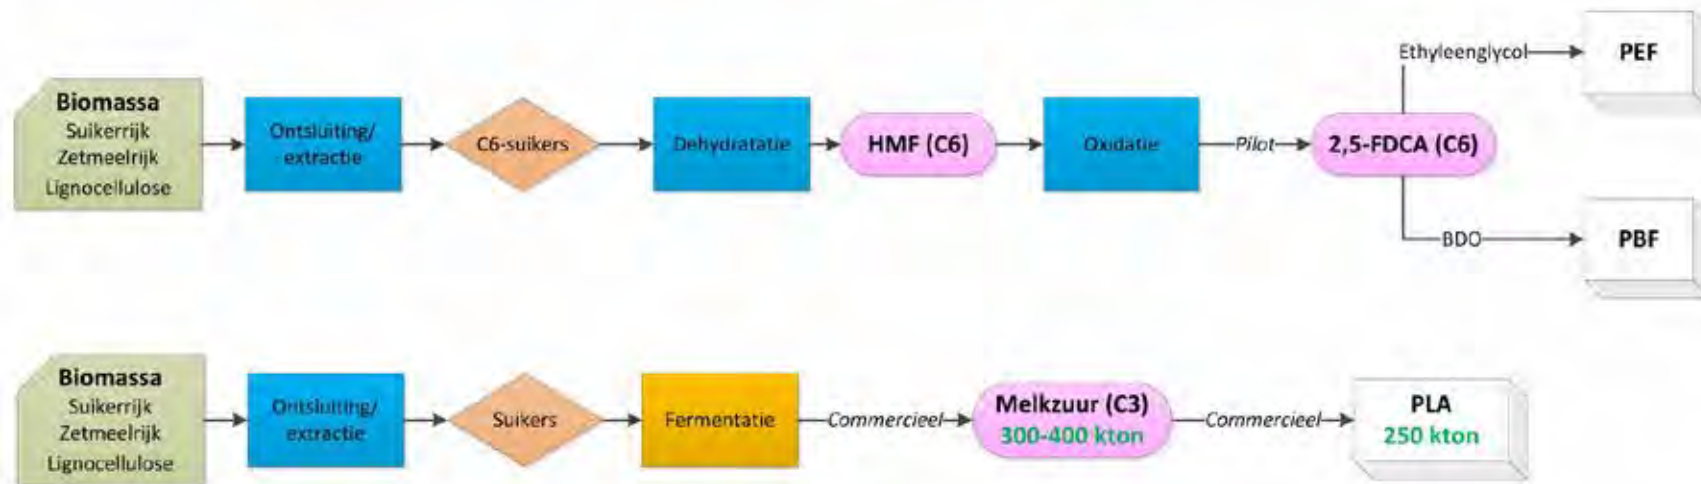 Biomassa
Suikerrijk
Zetmeelrijk
Lignocellulose
Ontsluiting/
extractie
C6-suikers
Dehydratatie
HMF (C6)
Oxidatie
Pilot
2,5-FDCA (C6)
Ethyleenglycol
PEF
BDO
PBF
Biomassa
Suikerrijk
Zetmeelrijk
Lignocellulose
Ontsluiting/
extractie
Suikers
Fermentatie
Commercieel
Melkzuur (C3)
300-400 kton
Commercieel
PLA
250 kton